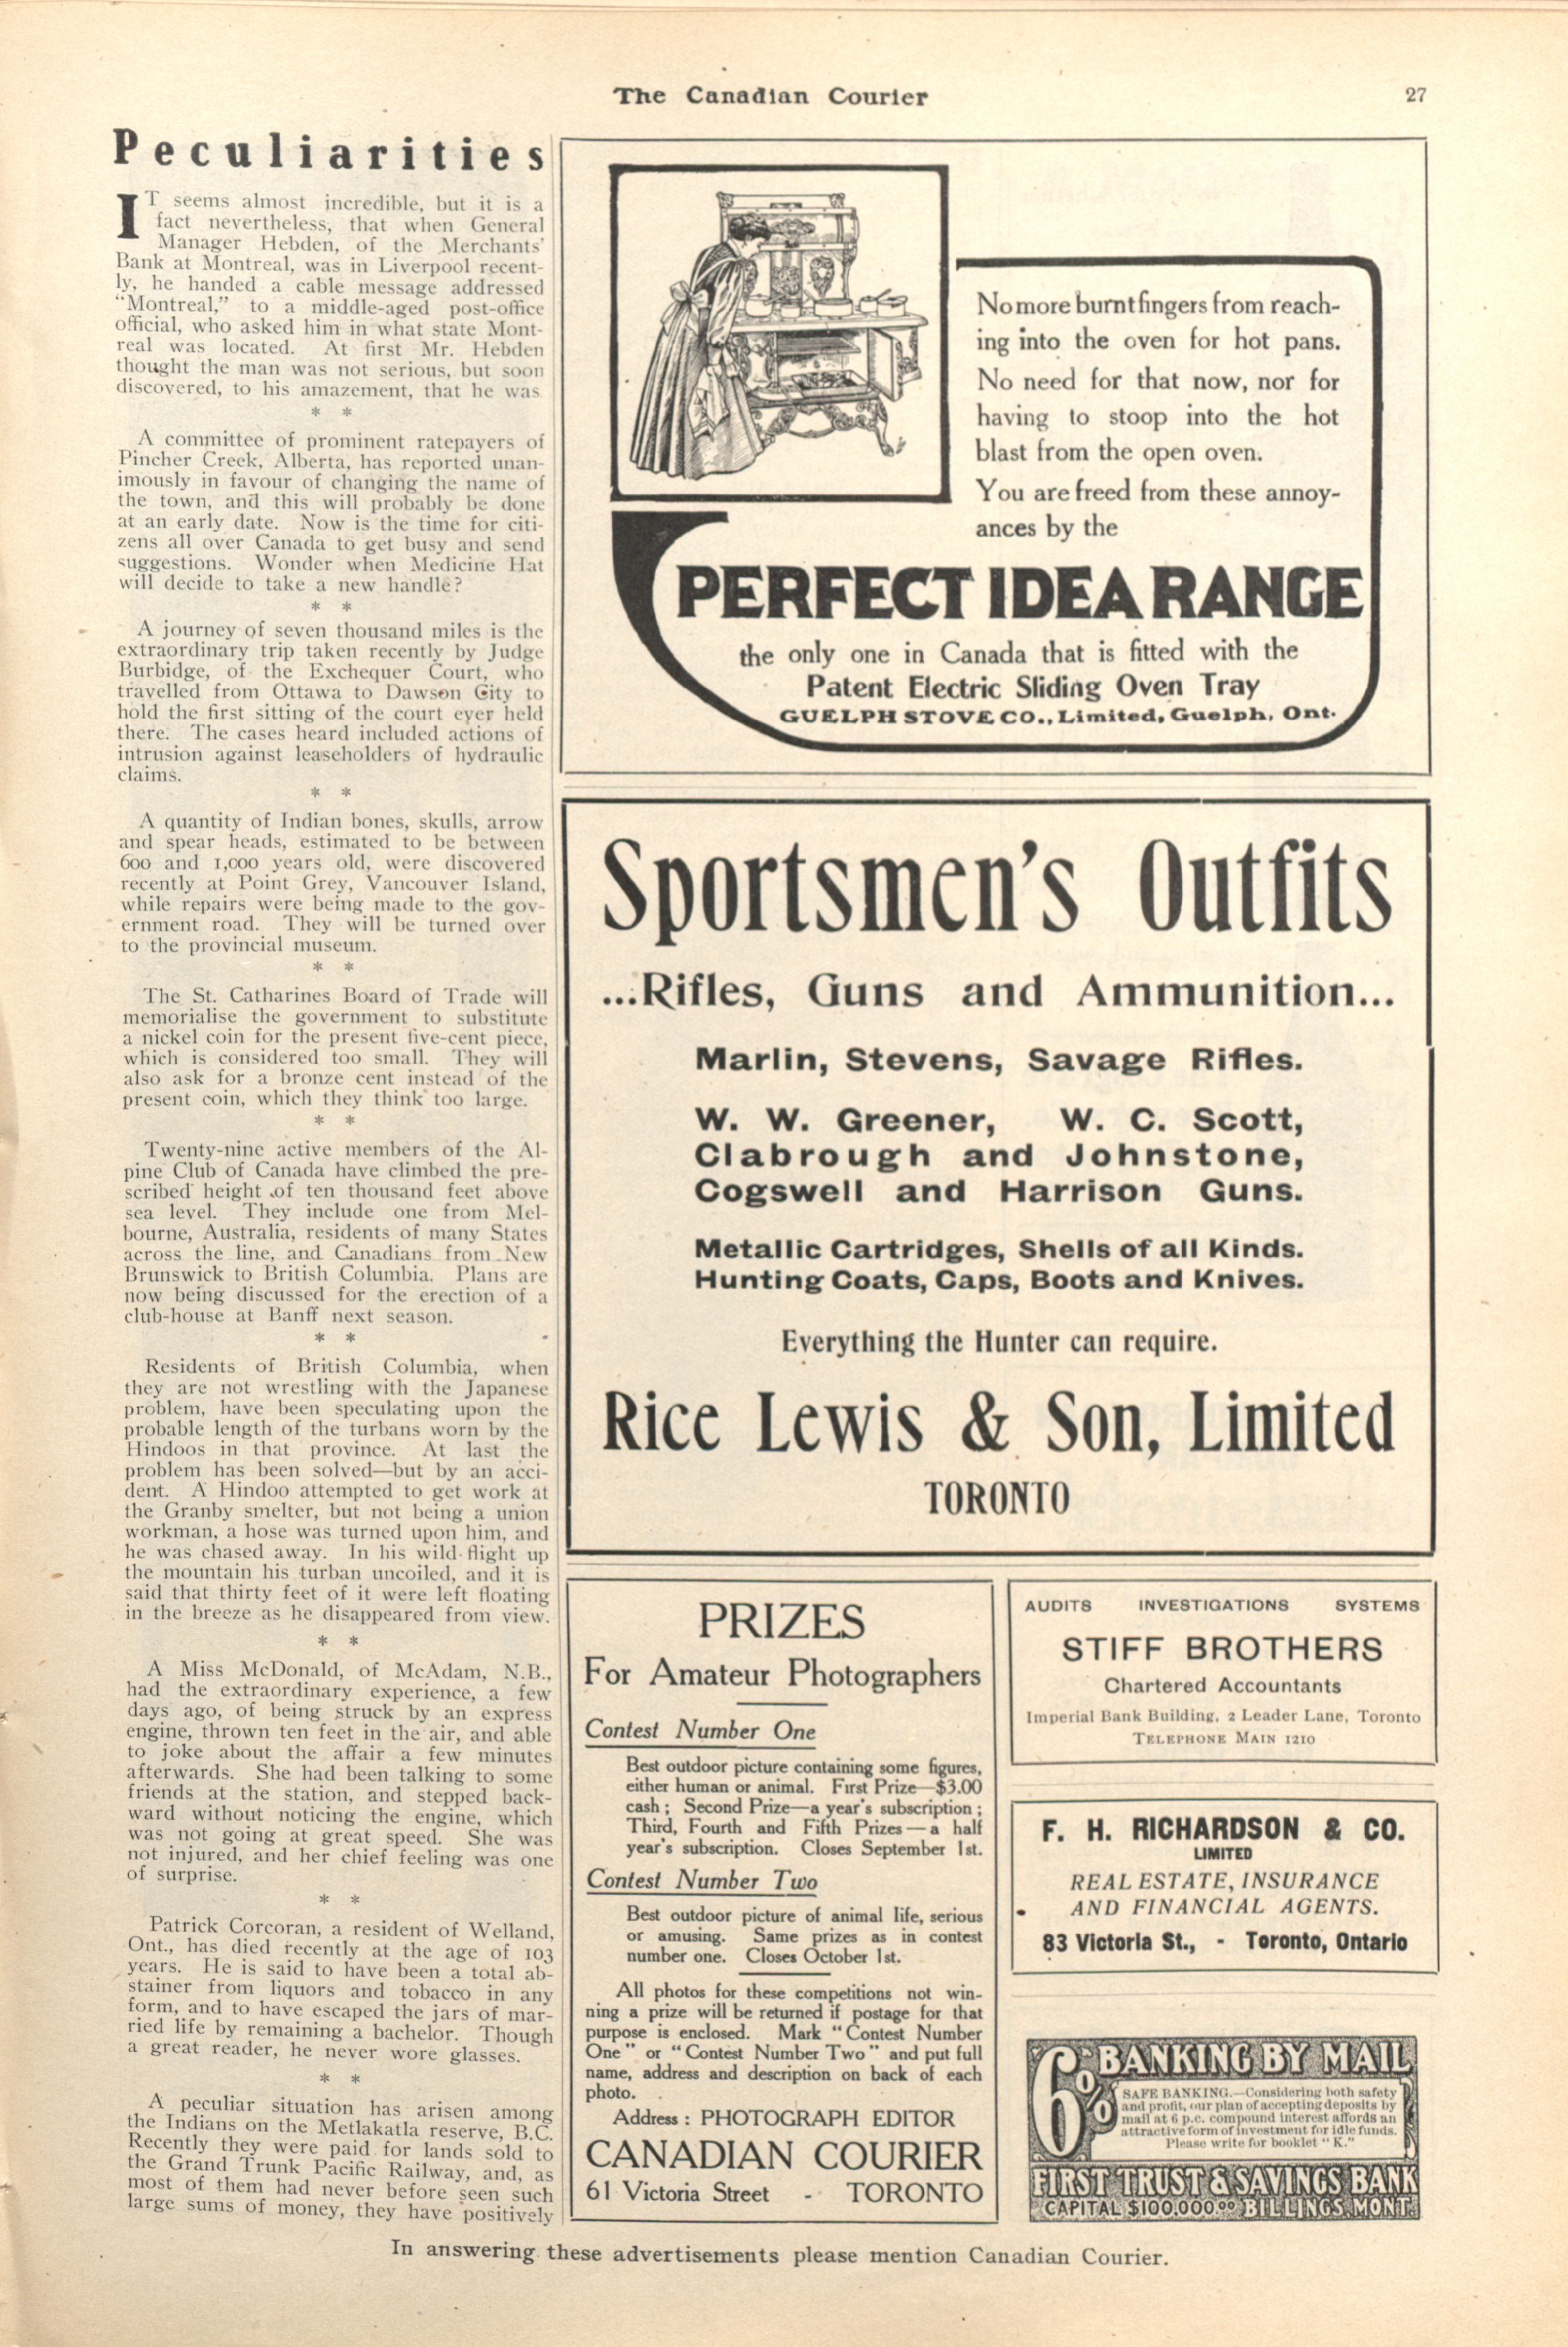 The Canadian Courier
27
Peculiarities
IT seems almost incredible, but it is a
fact nevertheless, that when General
Manager Hebden, of the Merchants'
Bank at Montreal, was in Liverpool recent-
ly, he handed a cable message addressed
"Montreal," to a middle-aged post-office
official, who asked him in what state Mont-
real was located. At first Mr. Hebden
thought the man was not serious, but soon
discovered, to his amazement, that he was.
* *
A committee of prominent ratepayers of
Pincher Creek, Alberta, has reported unan-
imously in favour of changing the name of
the town, and this will probably be done
at an early date. Now is the time for citi-
zens all over Canada to get busy and send
suggestions. Wonder when Medicine Hat
will decide to take a new handle?
* *
A journey of seven thousand miles is the
extraordinary trip taken recently by Judge
Burbidge, of the Exchequer Court, who
travelled from Ottawa to Dawson City to
hold the first sitting of the court ever held
there. The cases heard included actions of
intrusion against leaseholders of hydraulic
claims.
* *
A quantity of Indian bones, skulls, arrow
and spear heads, estimated to be between
600 and 1,000 years old, were discovered
recently at Point Grey, Vancouver Island,
while repairs were being made to the gov-
ernment road. They will be turned over
to the provincial museum.
* *
The St. Catharines Board of Trade will
memorialise the government to substitute
a nickel coin for the present five-cent piece,
which is considered too small. They will
also ask for a bronze cent instead of the
present coin, which they think too large.
* *
Twenty-nine active members of the Al-
pine Club of Canada have climbed the pre-
scribed height of ten thousand feet above
sea level. They include one from Mel-
bourne, Australia, residents of many States
across the line, and Canadians from New
Brunswick to British Columbia. Plans are
now being discussed for the erection of a
club-house at Banff next season.
* *
Residents of British Columbia, when
they are not wrestling with the Japanese
problem, have been speculating upon the
probable length of the turbans worn by the
Hindoos in that province. At last the
problem has been solved—but by an acci-
dent. A Hindoo attempted to get work at
the Granby smelter, but not being a union
workman, a hose was turned upon him, and
he was chased away. In his wild flight up
the mountain his turban uncoiled, and it is
said that thirty feet of it were left floating
in the breeze as he disappeared from view.
* *
A Miss McDonald, of McAdam, N.B.,
had the extraordinary experience, a few
days ago, of being struck by an express
engine, thrown ten feet in the air, and able
to joke about the affair a few minutes
afterwards. She had been talking to some
friends at the station, and stepped back-
ward without noticing the engine, which
was not going at great speed. She was
not injured, and her chief feeling was one
of surprise.
* *
Patrick Corcoran, a resident of Welland,
Ont., has died recently at the age of 103
years. He is said to have been a total ab-
stainer from liquors and tobacco in any
form, and to have escaped the jars of mar-
ried life by remaining a bachelor. Though
a great reader, he never wore glasses.
* *
A peculiar situation has arisen among
the Indians on the Metlakatla reserve, B.C.
Recently they were paid for lands sold to
the Grand Trunk Pacific Railway, and, as
most of them had never before seen such
large sums of money, they have positively
No more burnt fingers from reach-
ing into the oven for hot pans.
No need for that now, nor for
having to stoop into the hot
blast from the open oven.
You are freed from these annoy-
ances by the
PERFECT IDEA RANGE
the only one in Canada that is fitted with the
Patent Electric Sliding Oven Tray
GUELPH STOVE CO., Limited, Guelph, Ont.
Sportsmen's Outfits
...Rifles, Guns and Ammunition...
Marlin, Stevens, Savage Rifles.
W. W. Greener, W. C. Scott,
Clabrough and Johnstone,
Cogswell and Harrison Guns.
Metallic Cartridges, Shells of all Kinds.
Hunting Coats, Caps, Boots and Knives.
Everything the Hunter can require.
Rice Lewis & Son, Limited
TORONTO
PRIZES
For Amateur Photographers
Contest Number One
Best outdoor picture containing some figures,
either human or animal. First Prize—$3.00
cash; Second Prize—a year's subscription;
Third, Fourth and Fifth Prizes—a half
year's subscription. Closes September 1st.
Contest Number Two
Best outdoor picture of animal life, serious
or amusing. Same prizes as in contest
number one. Closes October 1st.
All photos for these competitions not win-
ning a prize will be returned if postage for that
purpose is enclosed. Mark "Contest Number
One" or "Contest Number Two" and put full
name, address and description on back of each
photo.
Address: PHOTOGRAPH EDITOR
CANADIAN COURIER
61 Victoria Street - TORONTO
AUDITS INVESTIGATIONS SYSTEMS
STIFF BROTHERS
Chartered Accountants
Imperial Bank Building, 2 Leader Lane, Toronto
TELEPHONE MAIN 1210
F. H. RICHARDSON & CO.
LIMITED
REAL ESTATE, INSURANCE
AND FINANCIAL AGENTS.
83 Victoria St., - Toronto, Ontario
6% BANKING BY MAIL
SAFE BANKING.—Considering both safety
and profit, our plan of accepting deposits by
mail at 6 p.c. compound interest affords an
attractive form of investment for idle funds.
Please write for booklet "K."
FIRST TRUST & SAVINGS BANK
CAPITAL $100,000.00 BILLINGS, MONT.
In answering these advertisements please mention Canadian Courier.